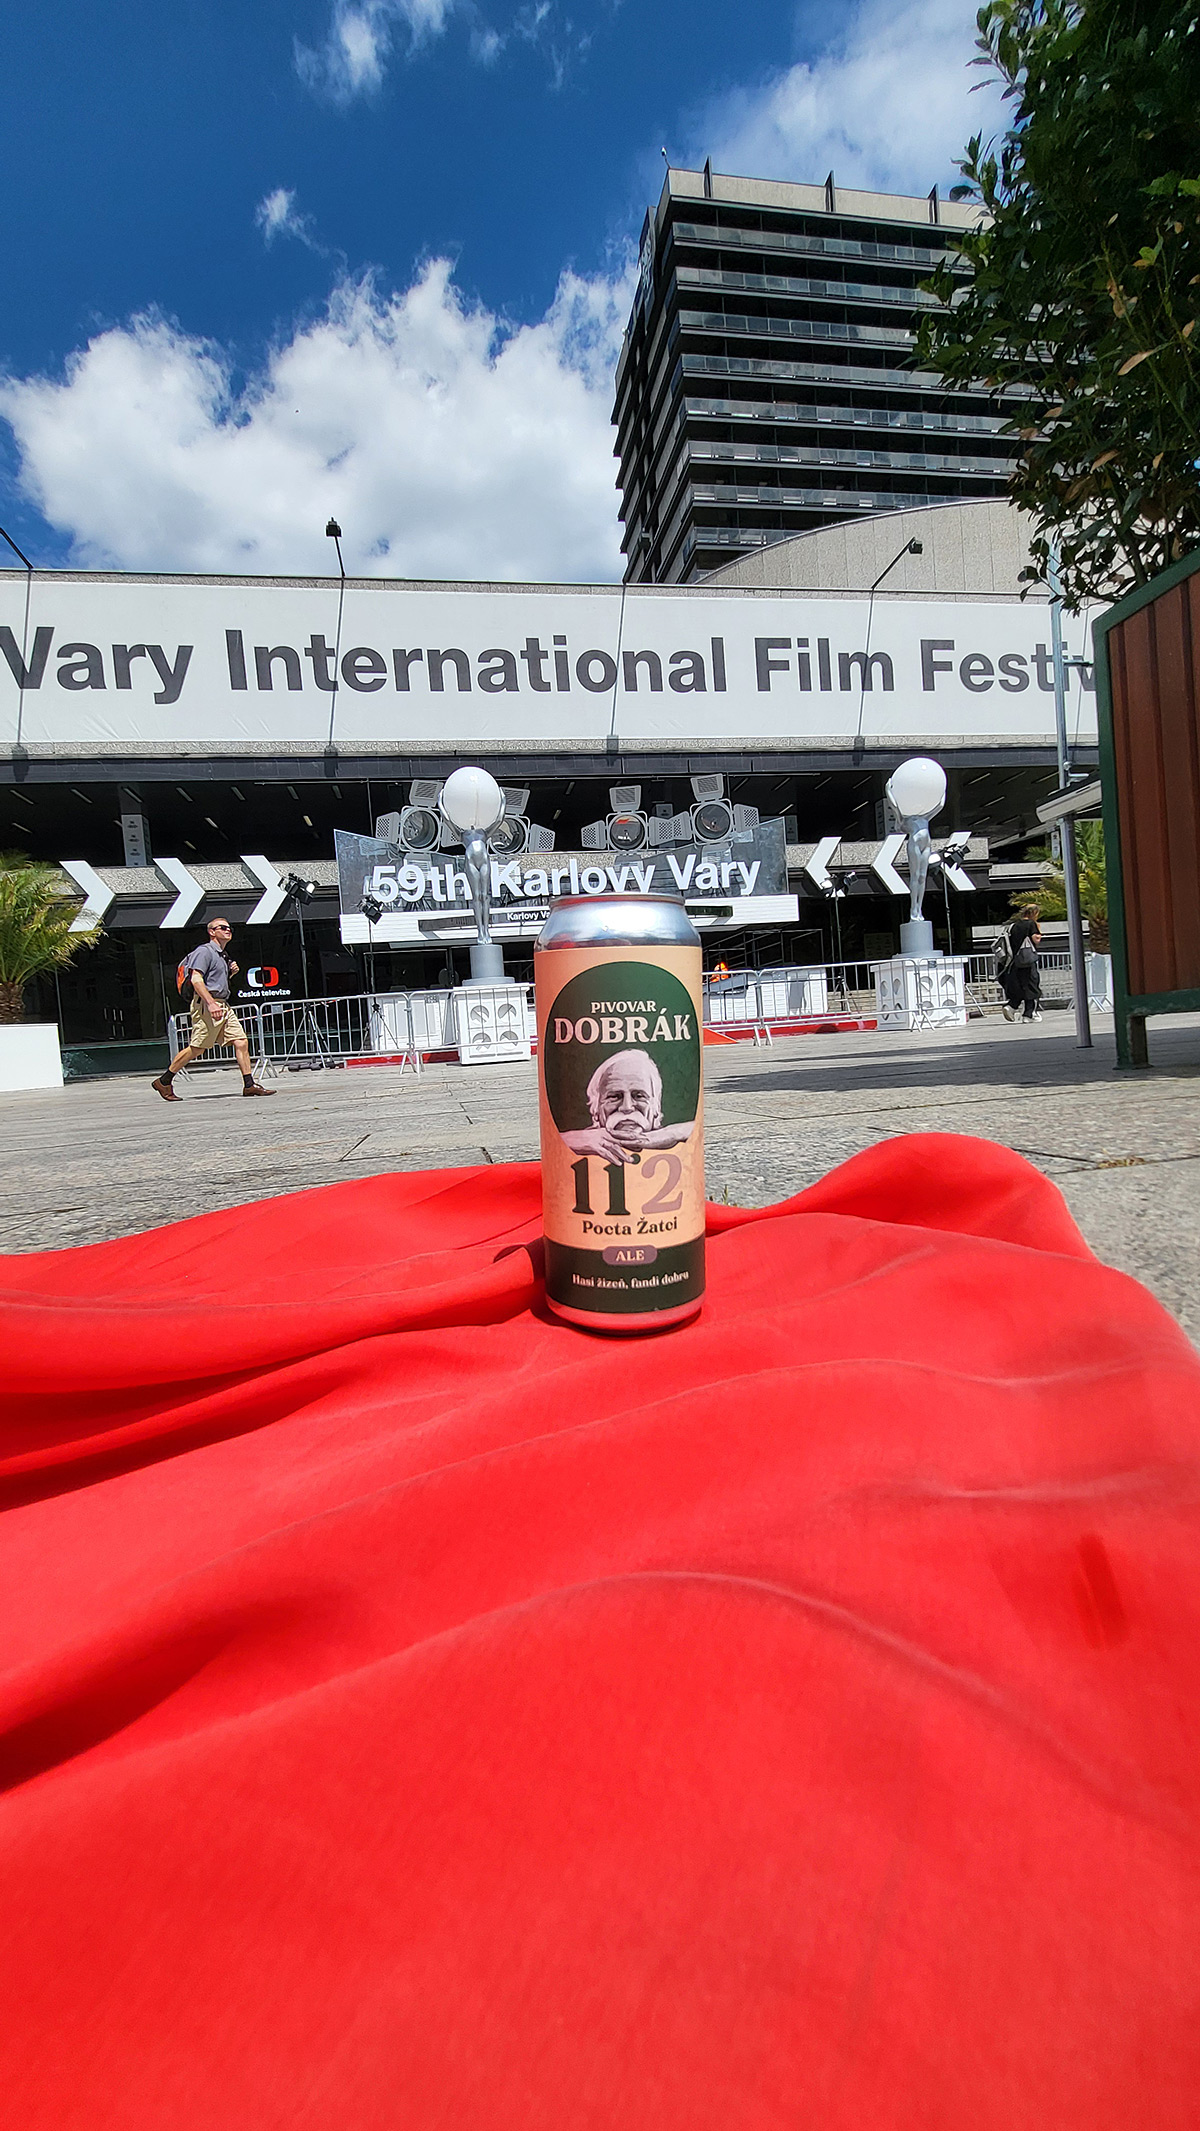 Vary International Film Festiv
59th Karlovy Vary
Karlovy Va
Česká televize
PIVOVAR
DOBRÁK
11°2
Pocta Žatci
ALE
Hasí žízeň, fandí dobru